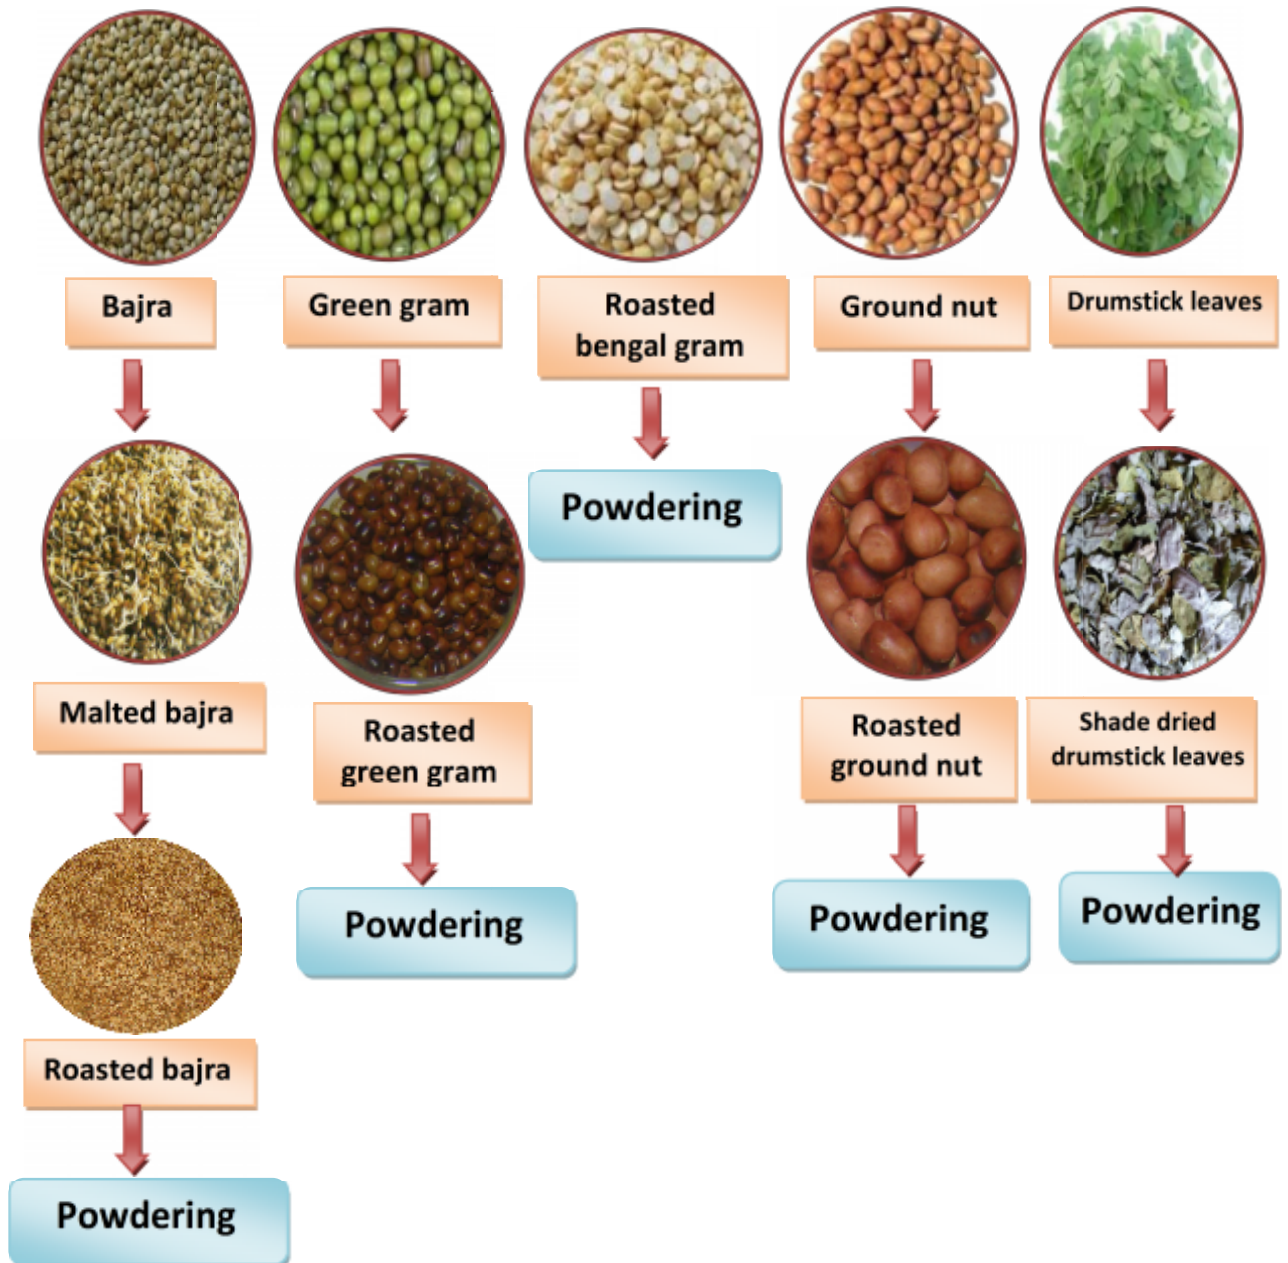 Bajra
Green gram
Roasted
bengal gram
Ground nut
Drumstick leaves
Powdering
Malted bajra
Roasted
green gram
Roasted
ground nut
Shade dried
drumstick leaves
Powdering
Powdering
Powdering
Roasted bajra
Powdering